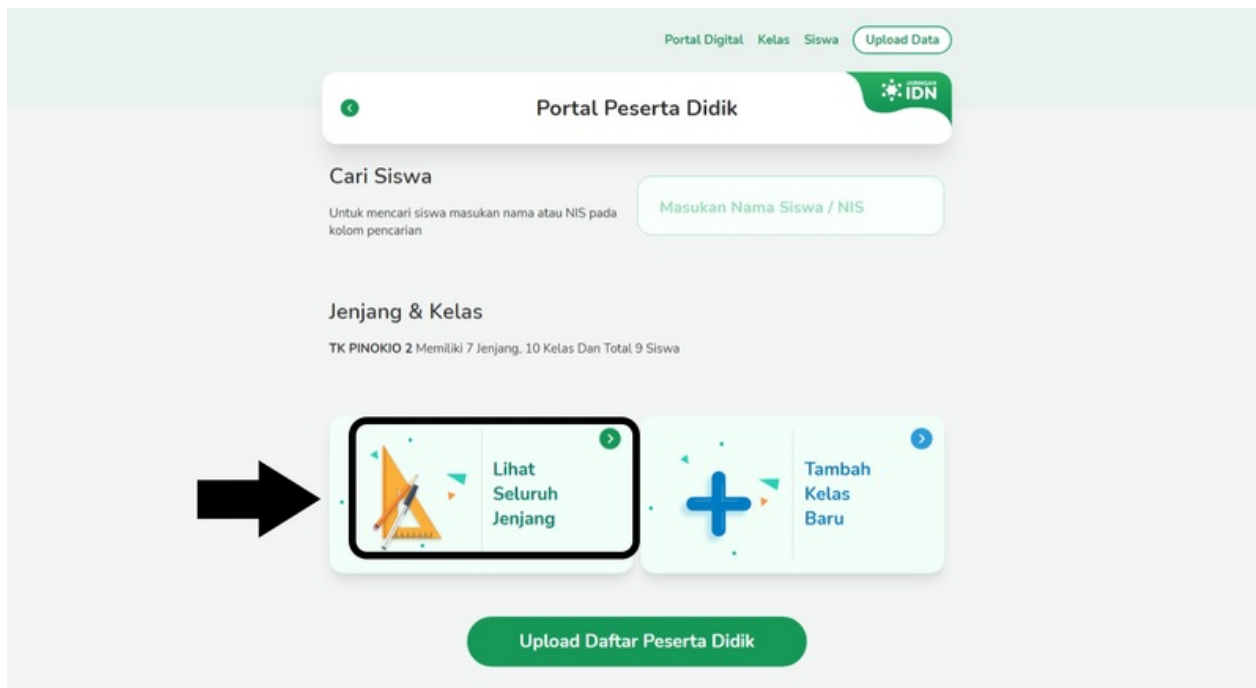 Portal Digital Kelas Siswa Upload Data
Portal Peserta Didik
JARINGAN
IDN
Cari Siswa
Untuk mencari siswa masukan nama atau NIS pada
kolom pencarian
Masukan Nama Siswa / NIS
Jenjang & Kelas
TK PINOKIO 2 Memiliki 7 Jenjang, 10 Kelas Dan Total 9 Siswa
Lihat
Seluruh
Jenjang
Tambah
Kelas
Baru
Upload Daftar Peserta Didik